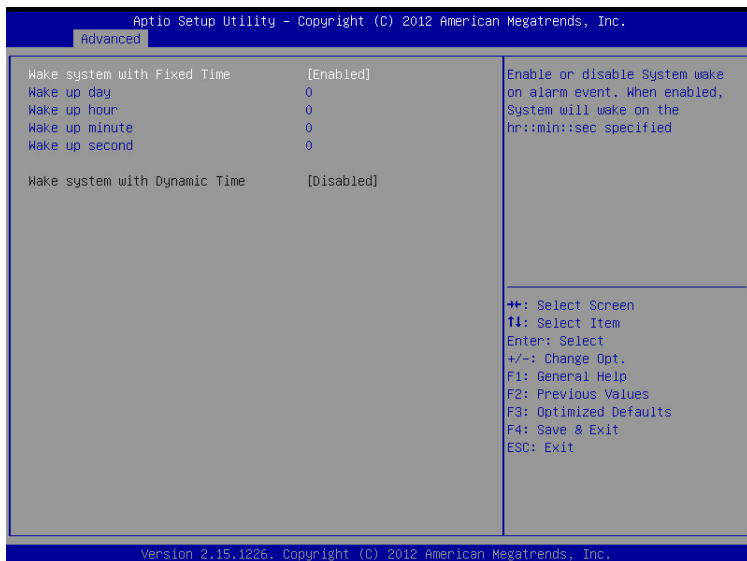 Aptio Setup Utility – Copyright (C) 2012 American Megatrends, Inc.
Advanced
Wake system with Fixed Time [Enabled]
Wake up day 0
Wake up hour 0
Wake up minute 0
Wake up second 0
Wake system with Dynamic Time [Disabled]
Enable or disable System wake
on alarm event. When enabled,
System will wake on the
hr::min::sec specified
→←: Select Screen
↑↓: Select Item
Enter: Select
+/-: Change Opt.
F1: General Help
F2: Previous Values
F3: Optimized Defaults
F4: Save & Exit
ESC: Exit
Version 2.15.1226. Copyright (C) 2012 American Megatrends, Inc.